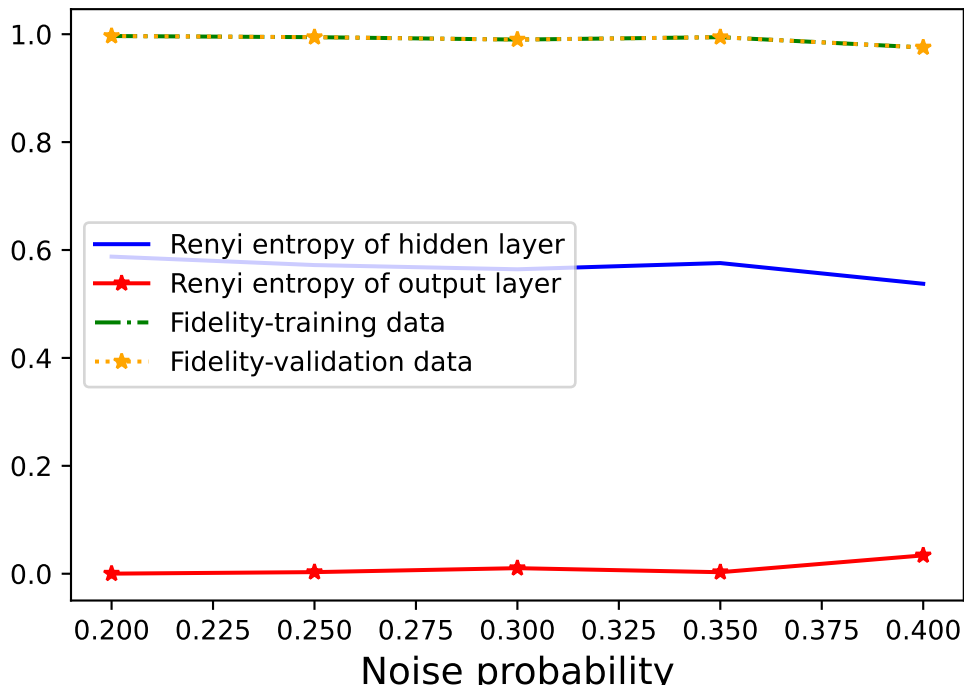 1.0
0.8
0.6
0.4
0.2
0.0
Renyi entropy of hidden layer
Renyi entropy of output layer
Fidelity-training data
Fidelity-validation data
0.200 0.225 0.250 0.275 0.300 0.325 0.350 0.375 0.400
Noise probability